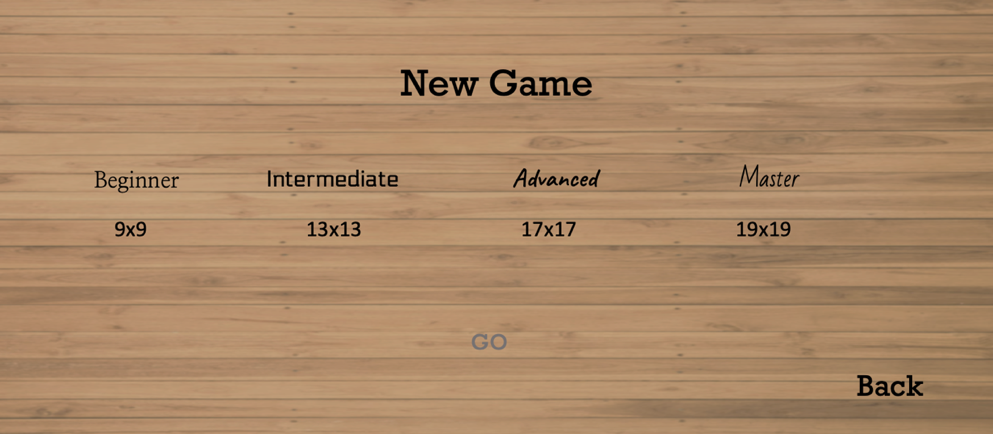 New Game
Beginner Intermediate Advanced Master
9x9 13x13 17x17 19x19
GO
Back